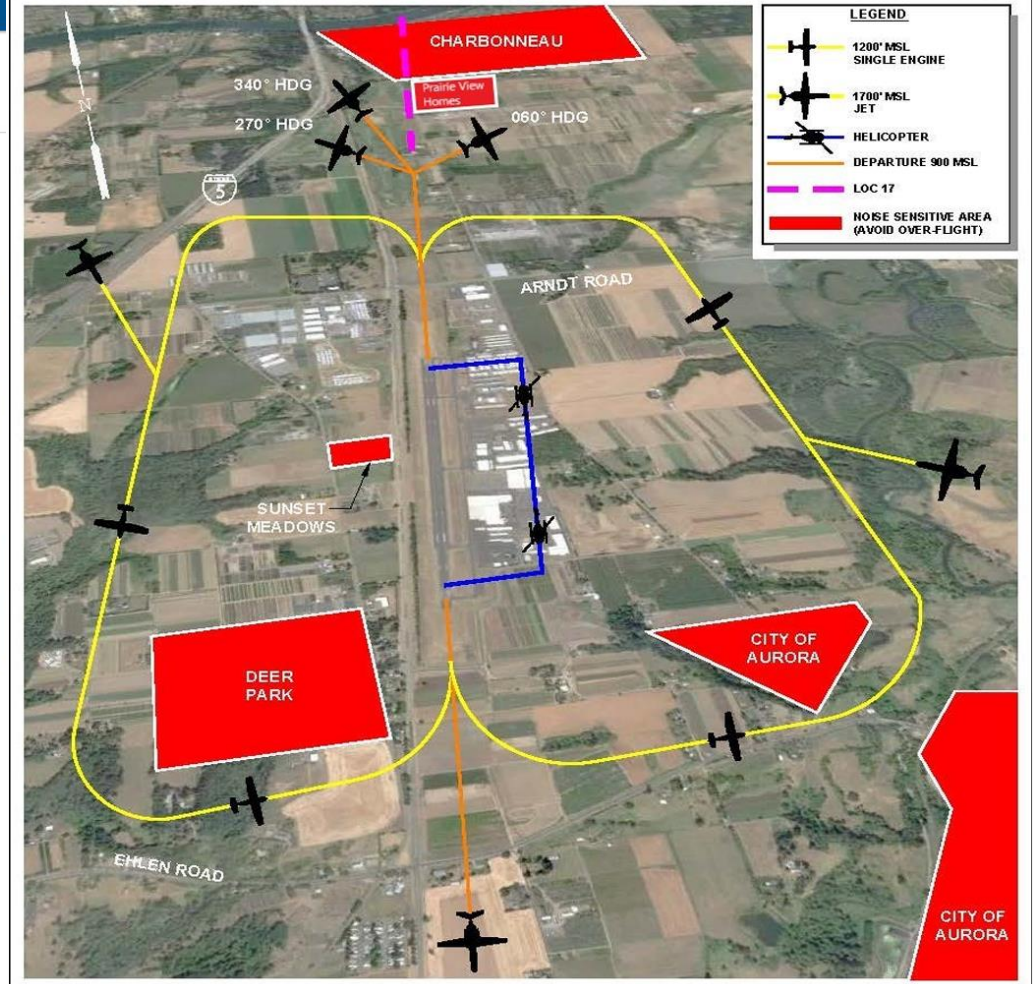 LEGEND
1200' MSL
SINGLE ENGINE
1700' MSL
JET
HELICOPTER
DEPARTURE 900 MSL
LOC 17
NOISE SENSITIVE AREA
(AVOID OVER-FLIGHT)
CHARBONNEAU
Prairie View
Homes
340° HDG
270° HDG
060° HDG
N
5
ARNDT ROAD
SUNSET
MEADOWS
DEER
PARK
CITY OF
AURORA
EHLEN ROAD
CITY OF
AURORA